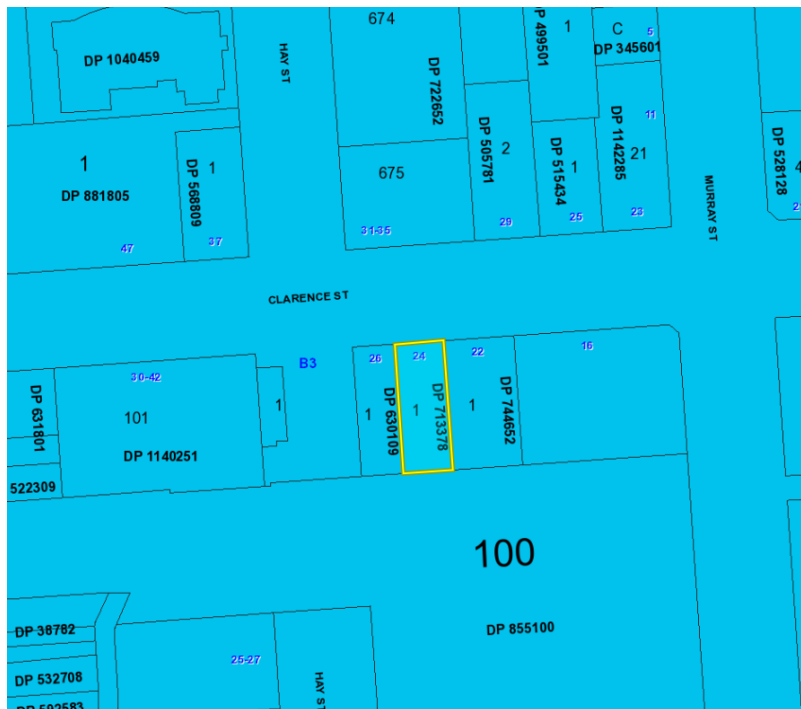 674
1
C
5
DP 499501
DP 345601
DP 1040459
HAY ST
DP 722652
11
DP 505781
2
DP 515434
1
DP 1142285
21
DP 528128
4
1
DP 881805
DP 568809
1
675
MURRAY ST
47
37
31-35
29
25
23
CLARENCE ST
30-42
B3
26
24
22
16
DP 631801
101
DP 1140251
1
1
DP 630109
1
DP 713378
1
DP 744652
522309
100
DP 38782
DP 855100
25-27
DP 532708
HAY ST
DP 592583